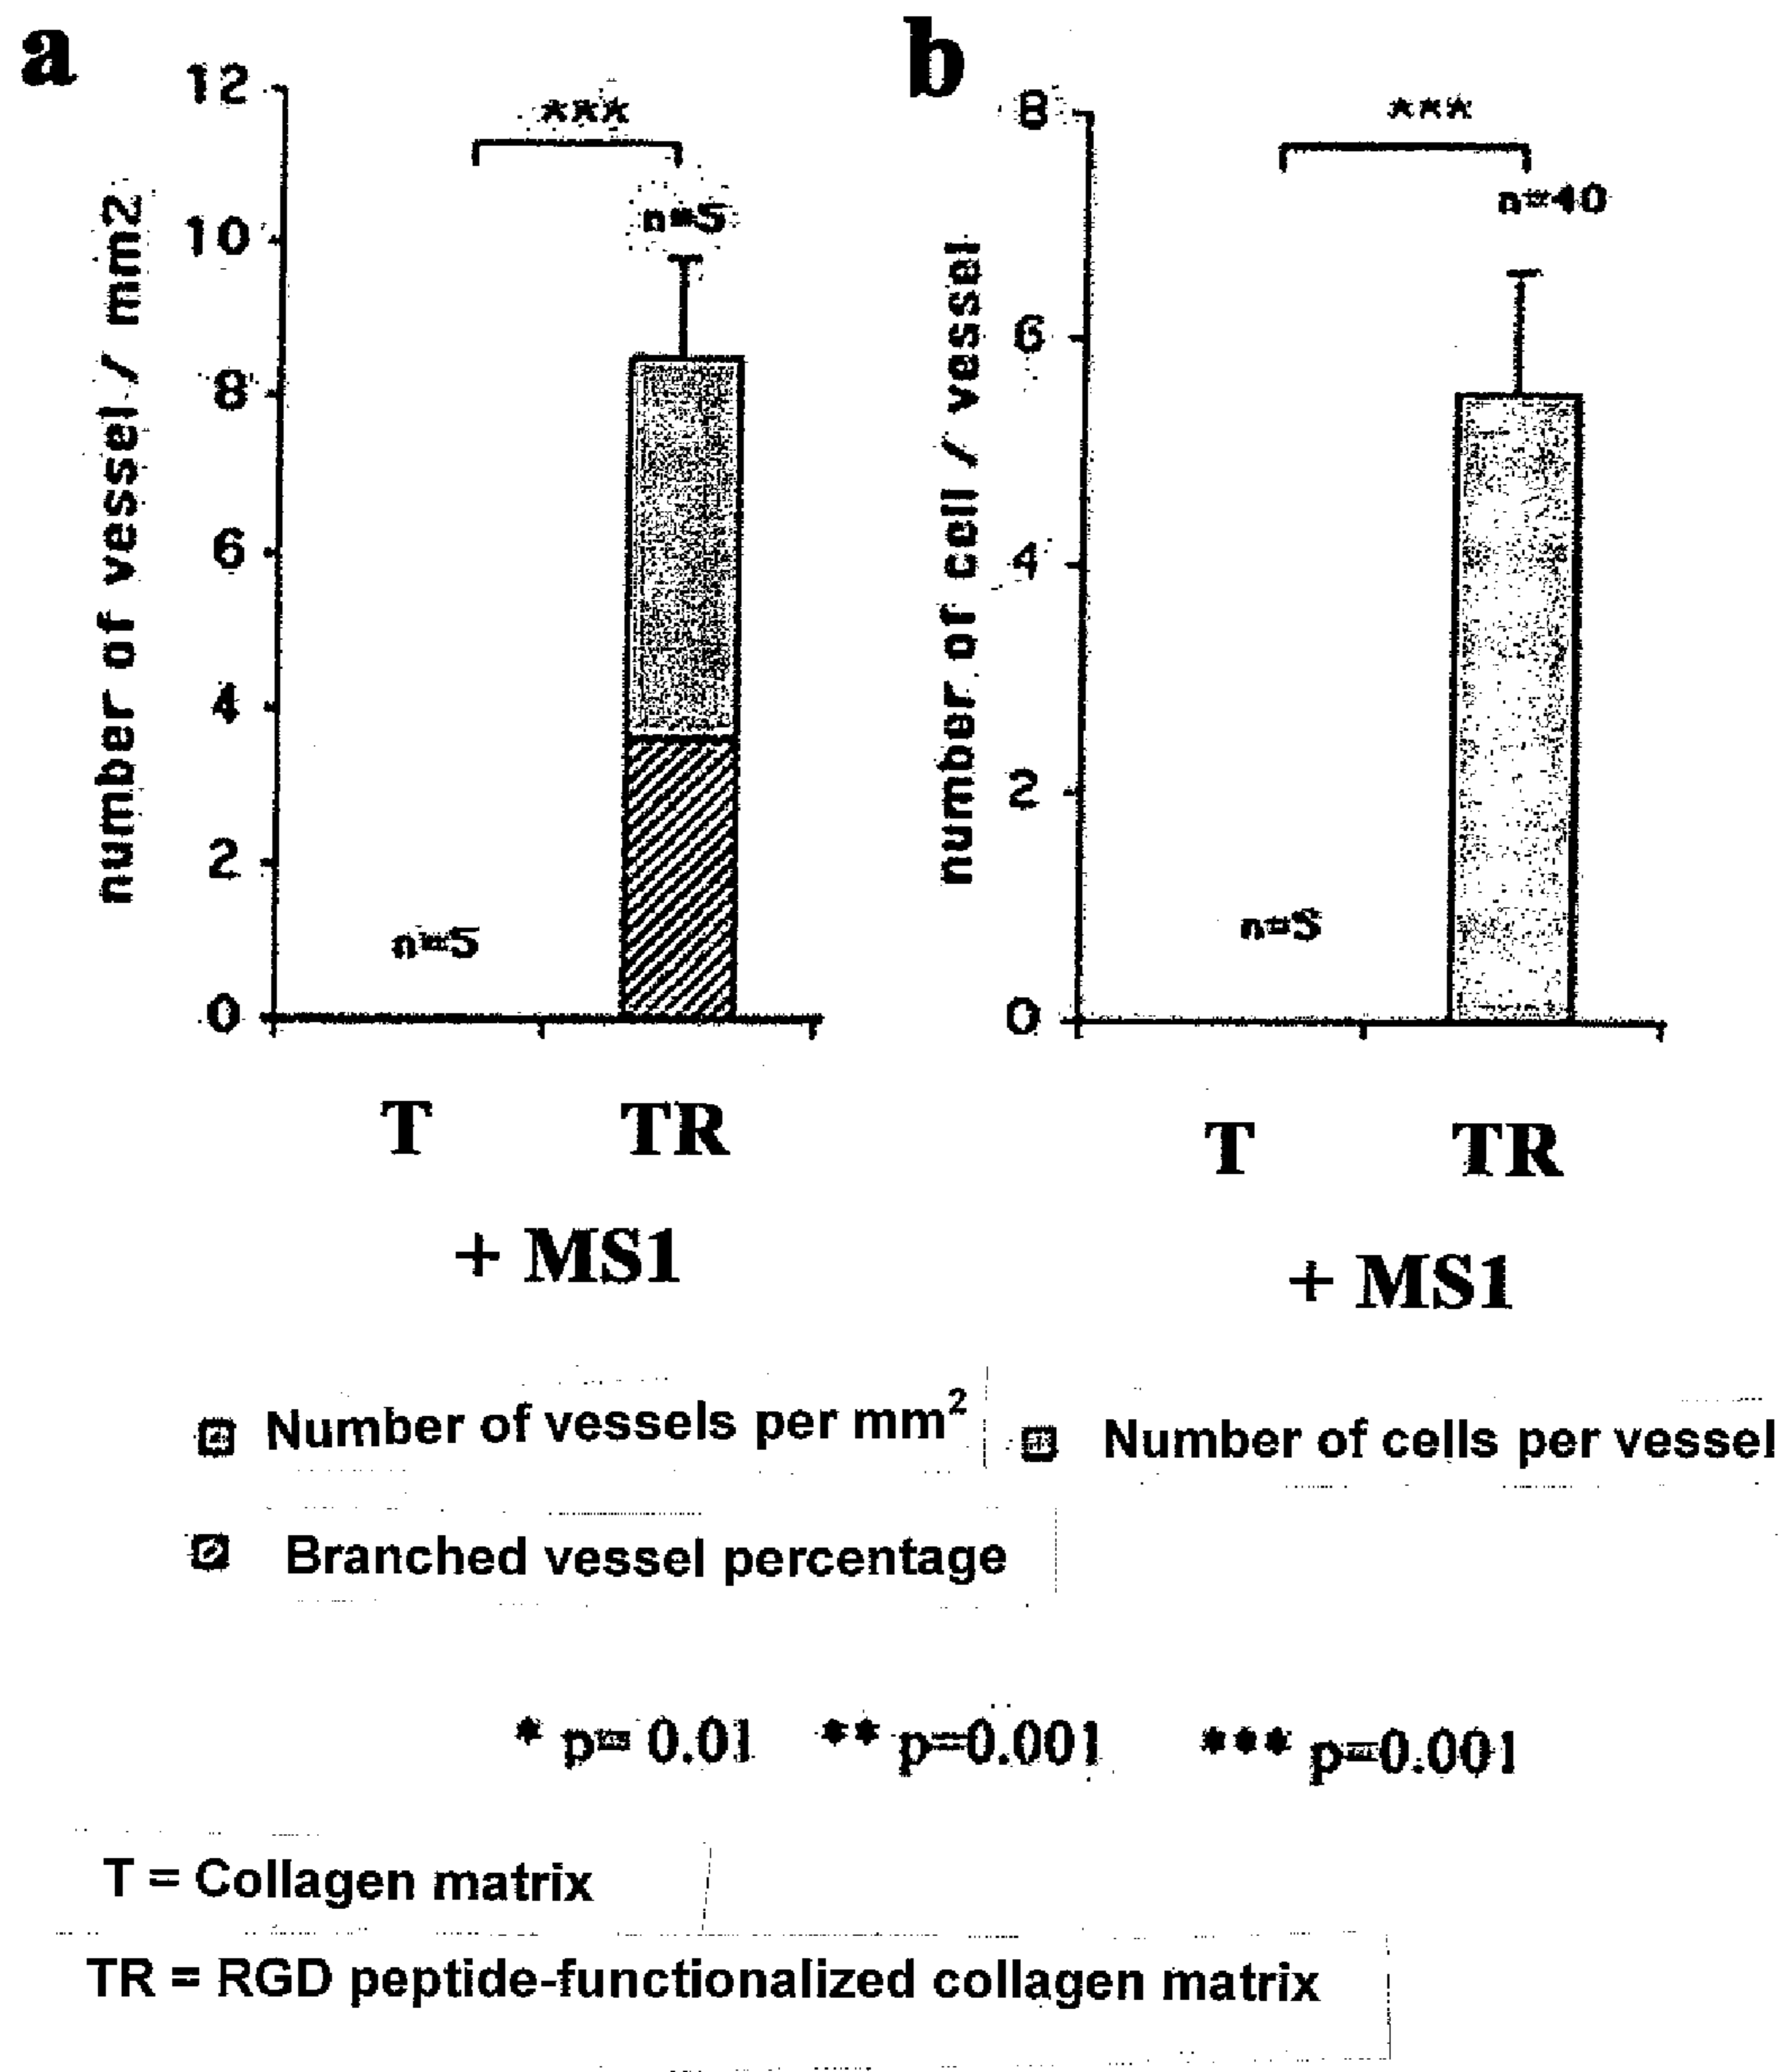 a
12
10
8
6
4
2
0
number of vessel / mm2
***
n=5
n=5
T TR
+ MS1
b
8
6
4
2
0
number of cell / vessel
***
n=40
n=5
T TR
+ MS1
Number of vessels per mm²
Number of cells per vessel
Branched vessel percentage
* p= 0.01 ** p=0.001 *** p=0.001
T = Collagen matrix
TR = RGD peptide-functionalized collagen matrix